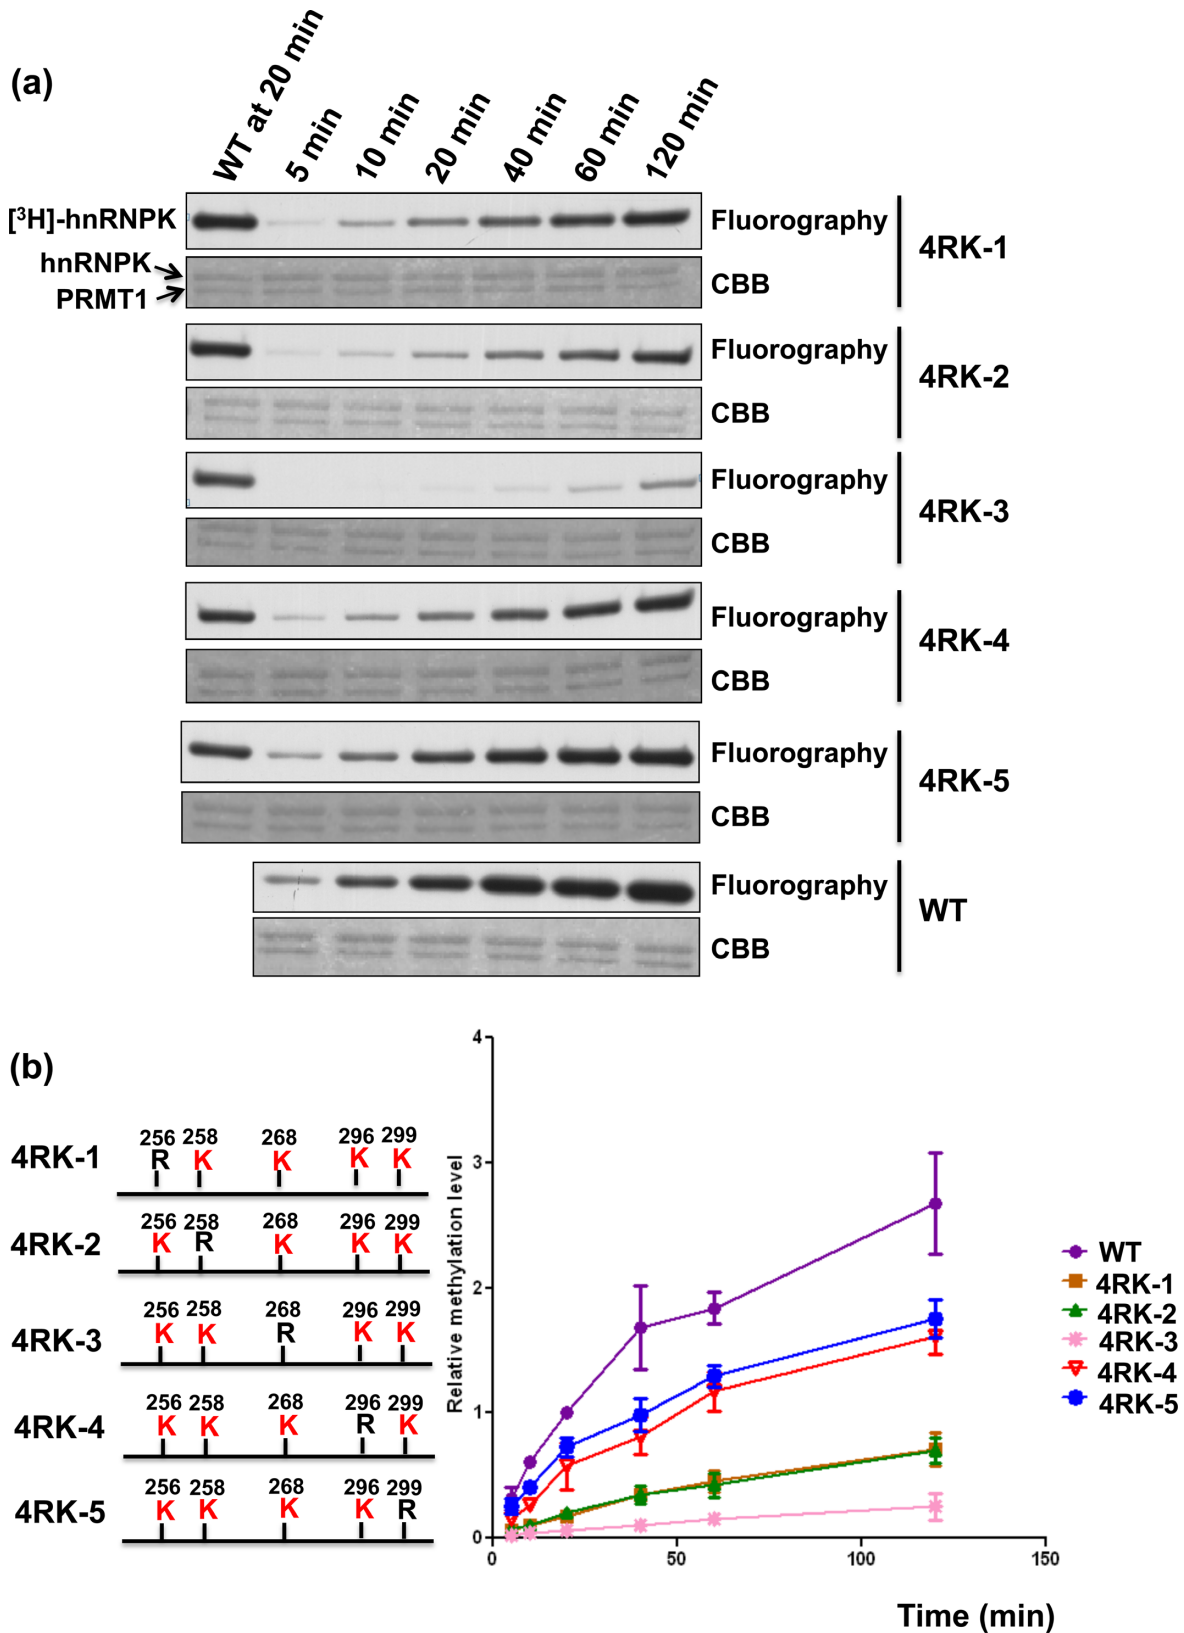 (a)
WT at 20 min
5 min
10 min
20 min
40 min
60 min
120 min
[³H]-hnRNPK
Fluorography
4RK-1
hnRNPK
PRMT1
CBB
Fluorography
4RK-2
CBB
Fluorography
4RK-3
CBB
Fluorography
4RK-4
CBB
Fluorography
4RK-5
CBB
Fluorography
WT
CBB
(b)
4RK-1
256 258 268 296 299
R K K K K
4RK-2
256 258 268 296 299
K R K K K
4RK-3
256 258 268 296 299
K K R K K
4RK-4
256 258 268 296 299
K K K R K
4RK-5
256 258 268 296 299
K K K K R
Relative methylation level
4
3
2
1
0
0 50 100 150
Time (min)
WT
4RK-1
4RK-2
4RK-3
4RK-4
4RK-5